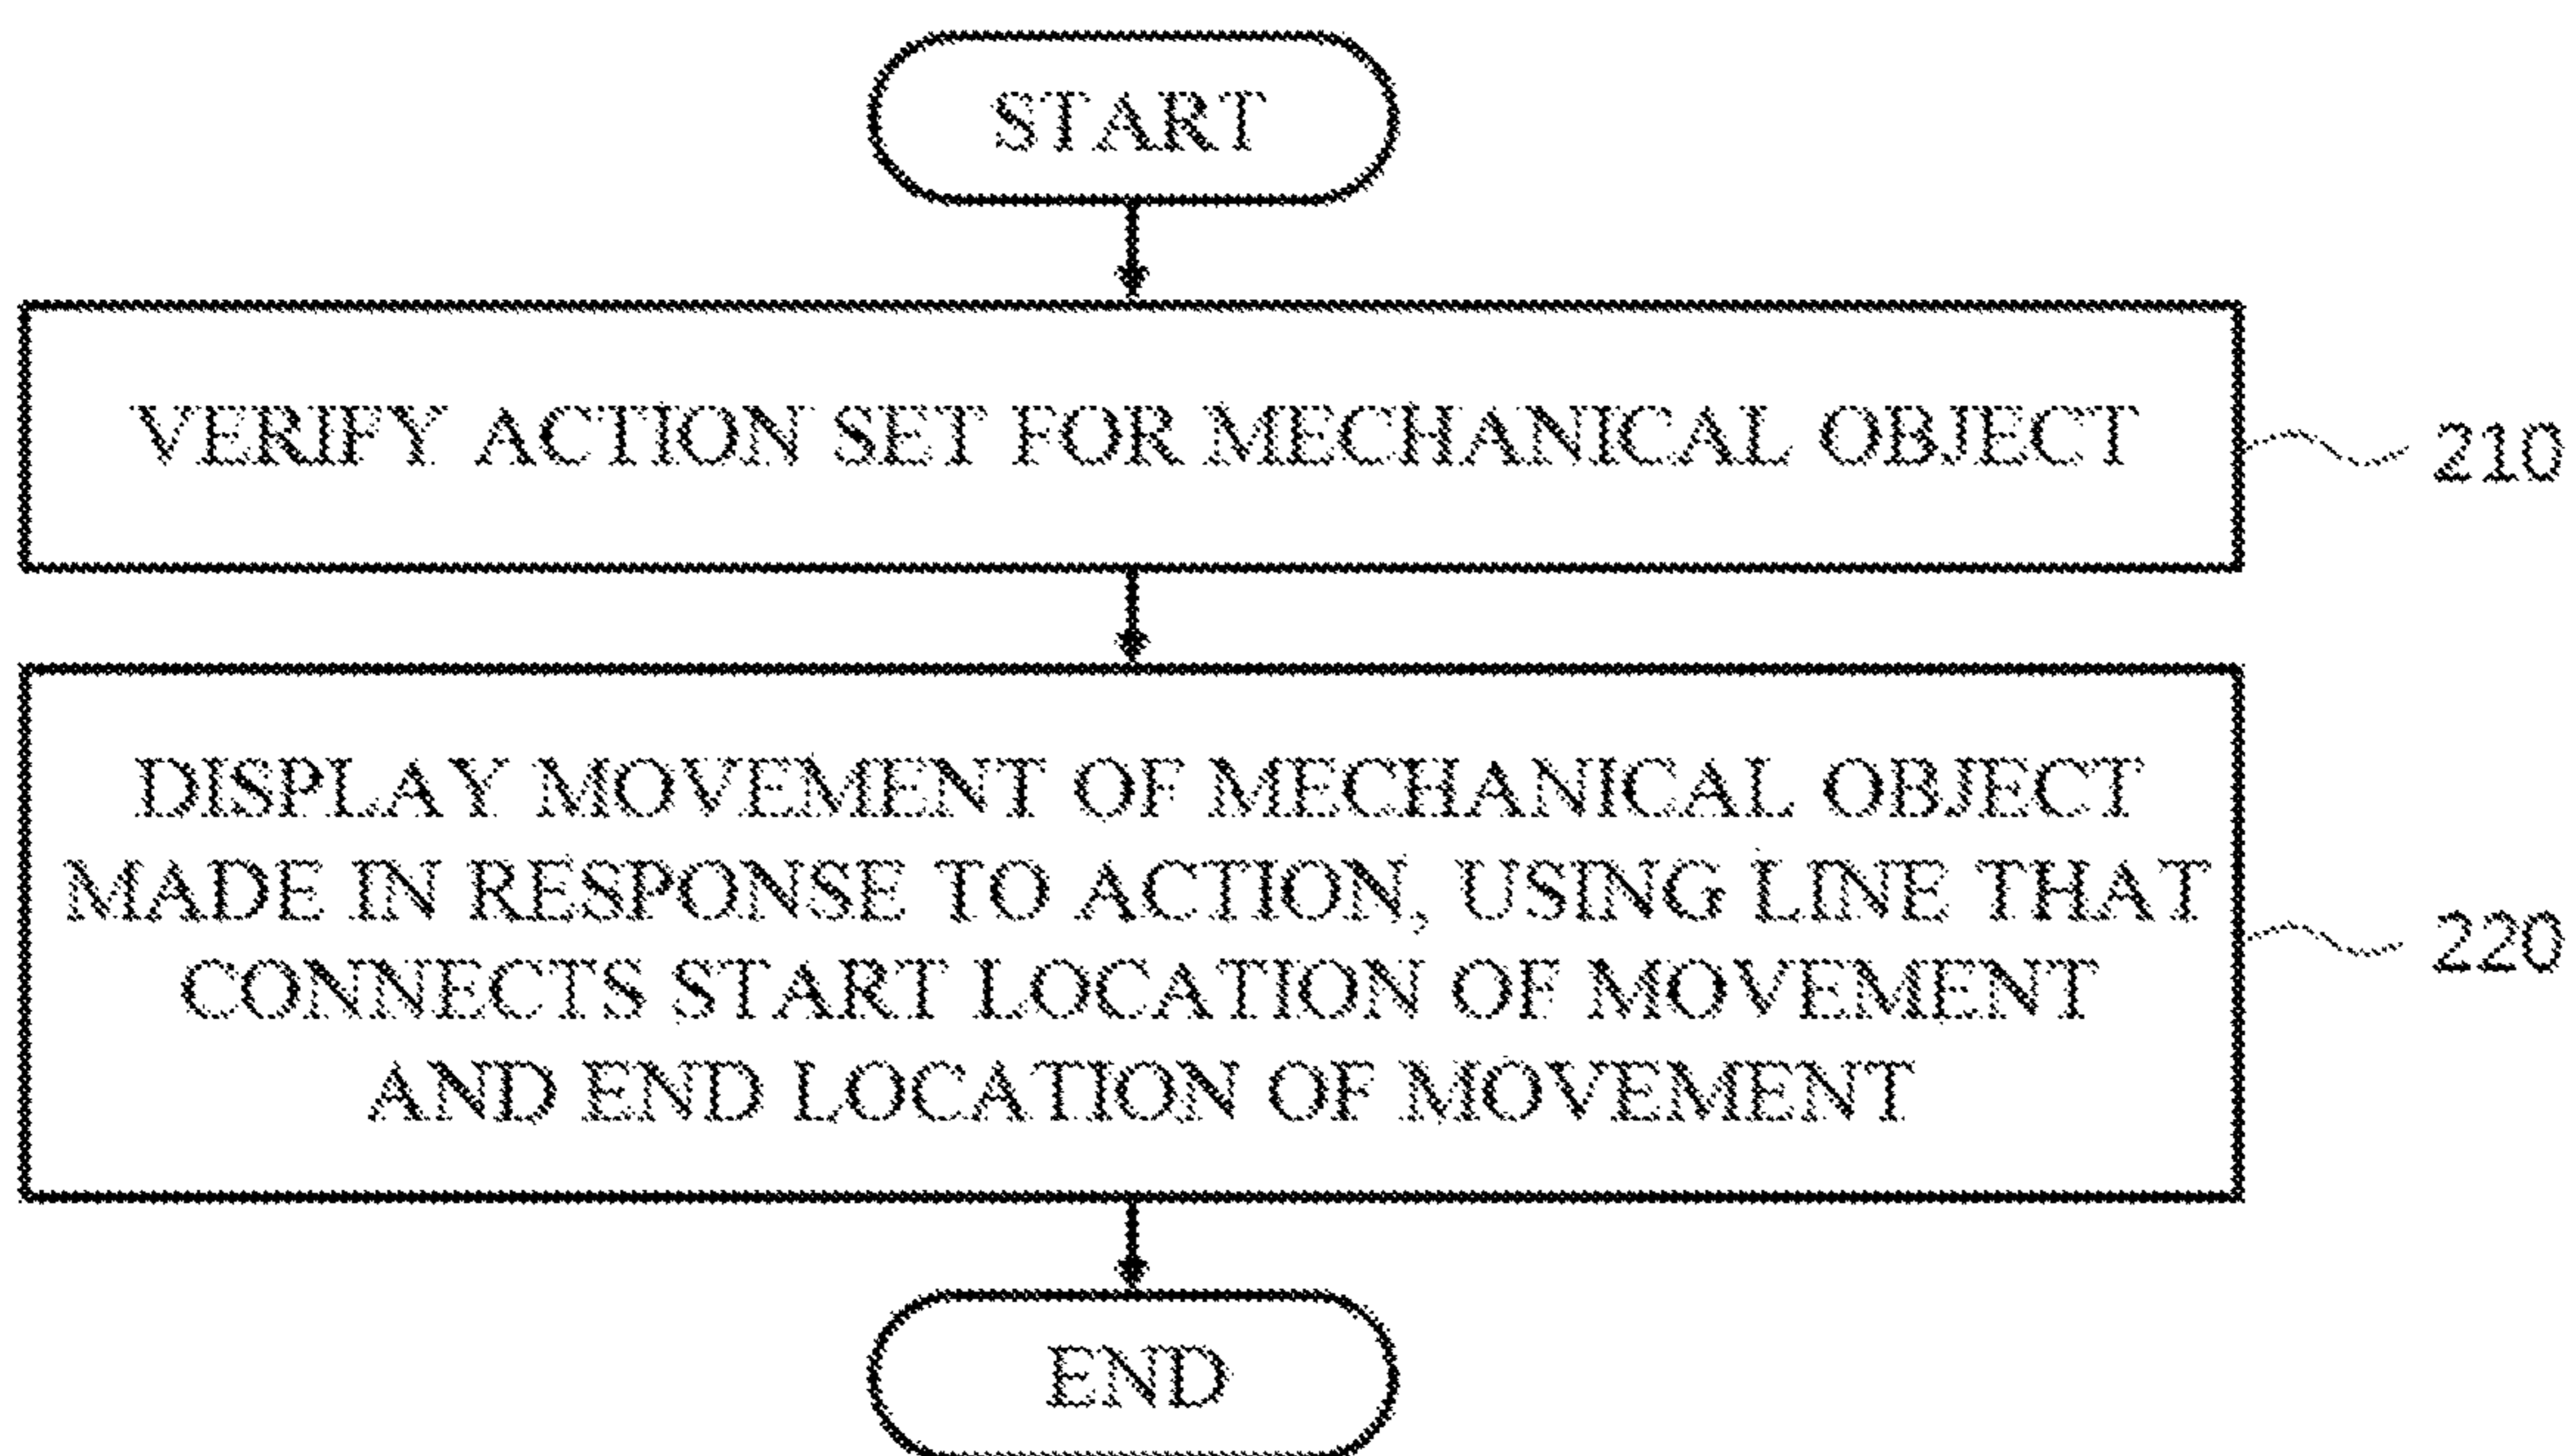 START
VERIFY ACTION SET FOR MECHANICAL OBJECT
210
DISPLAY MOVEMENT OF MECHANICAL OBJECT
MADE IN RESPONSE TO ACTION, USING LINE THAT
CONNECTS START LOCATION OF MOVEMENT
AND END LOCATION OF MOVEMENT
220
END